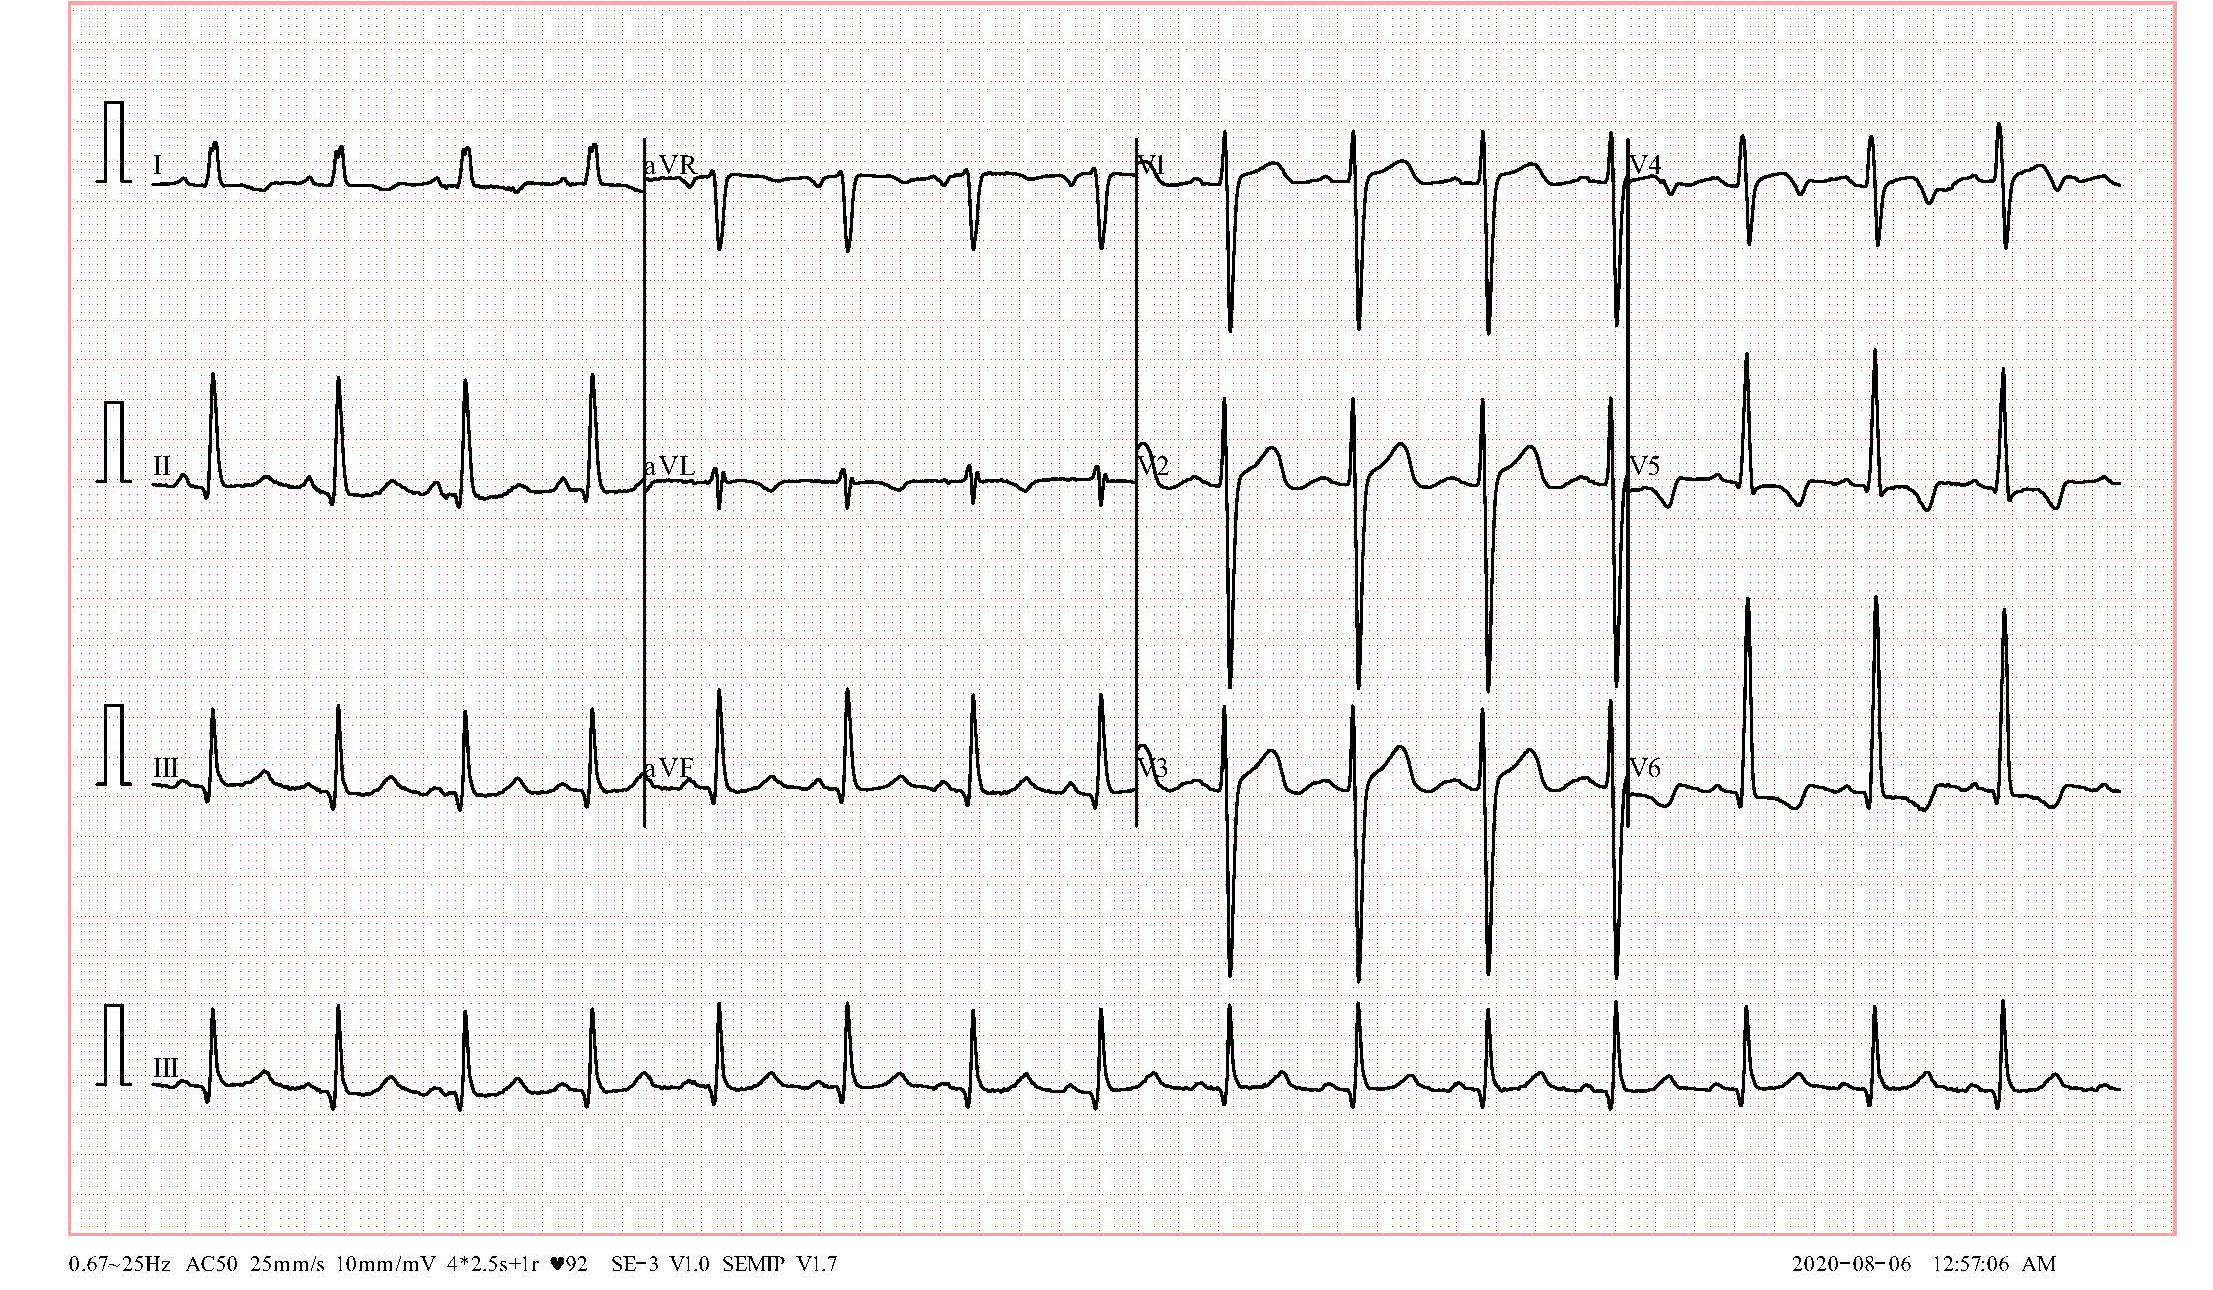 I aVR V1 V4
II aVL V2 V5
III aVF V3 V6
III
0.67~25Hz AC50 25mm/s 10mm/mV 4*2.5s+1r ♥92 SE-3 V1.0 SEMIP V1.7 2020-08-06 12:57:06 AM